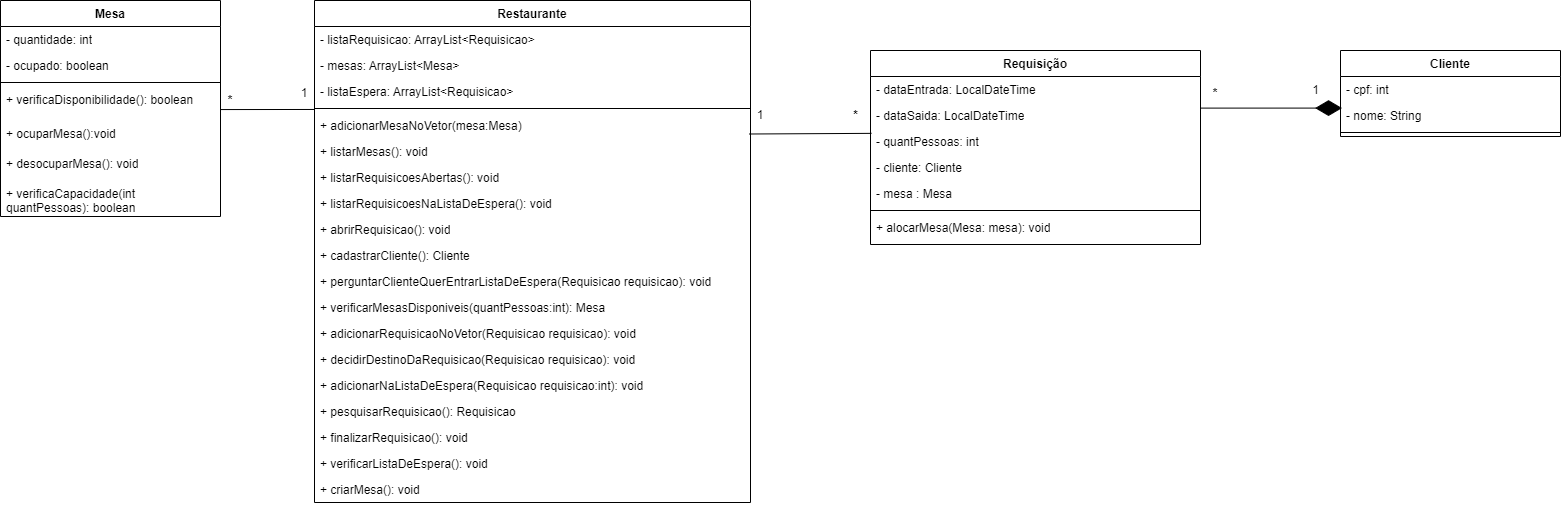 Mesa
- quantidade: int
- ocupado: boolean
+ verificaDisponibilidade(): boolean
+ ocuparMesa():void
+ desocuparMesa(): void
+ verificaCapacidade(int
quantPessoas): boolean
*
1
Restaurante
- listaRequisicao: ArrayList<Requisicao>
- mesas: ArrayList<Mesa>
- listaEspera: ArrayList<Requisicao>
+ adicionarMesaNoVetor(mesa:Mesa)
+ listarMesas(): void
+ listarRequisicoesAbertas(): void
+ listarRequisicoesNaListaDeEspera(): void
+ abrirRequisicao(): void
+ cadastrarCliente(): Cliente
+ perguntarClienteQuerEntrarListaDeEspera(Requisicao requisicao): void
+ verificarMesasDisponiveis(quantPessoas:int): Mesa
+ adicionarRequisicaoNoVetor(Requisicao requisicao): void
+ decidirDestinoDaRequisicao(Requisicao requisicao): void
+ adicionarNaListaDeEspera(Requisicao requisicao:int): void
+ pesquisarRequisicao(): Requisicao
+ finalizarRequisicao(): void
+ verificarListaDeEspera(): void
+ criarMesa(): void
1
*
Requisição
- dataEntrada: LocalDateTime
- dataSaida: LocalDateTime
- quantPessoas: int
- cliente: Cliente
- mesa : Mesa
+ alocarMesa(Mesa: mesa): void
*
1
Cliente
- cpf: int
- nome: String